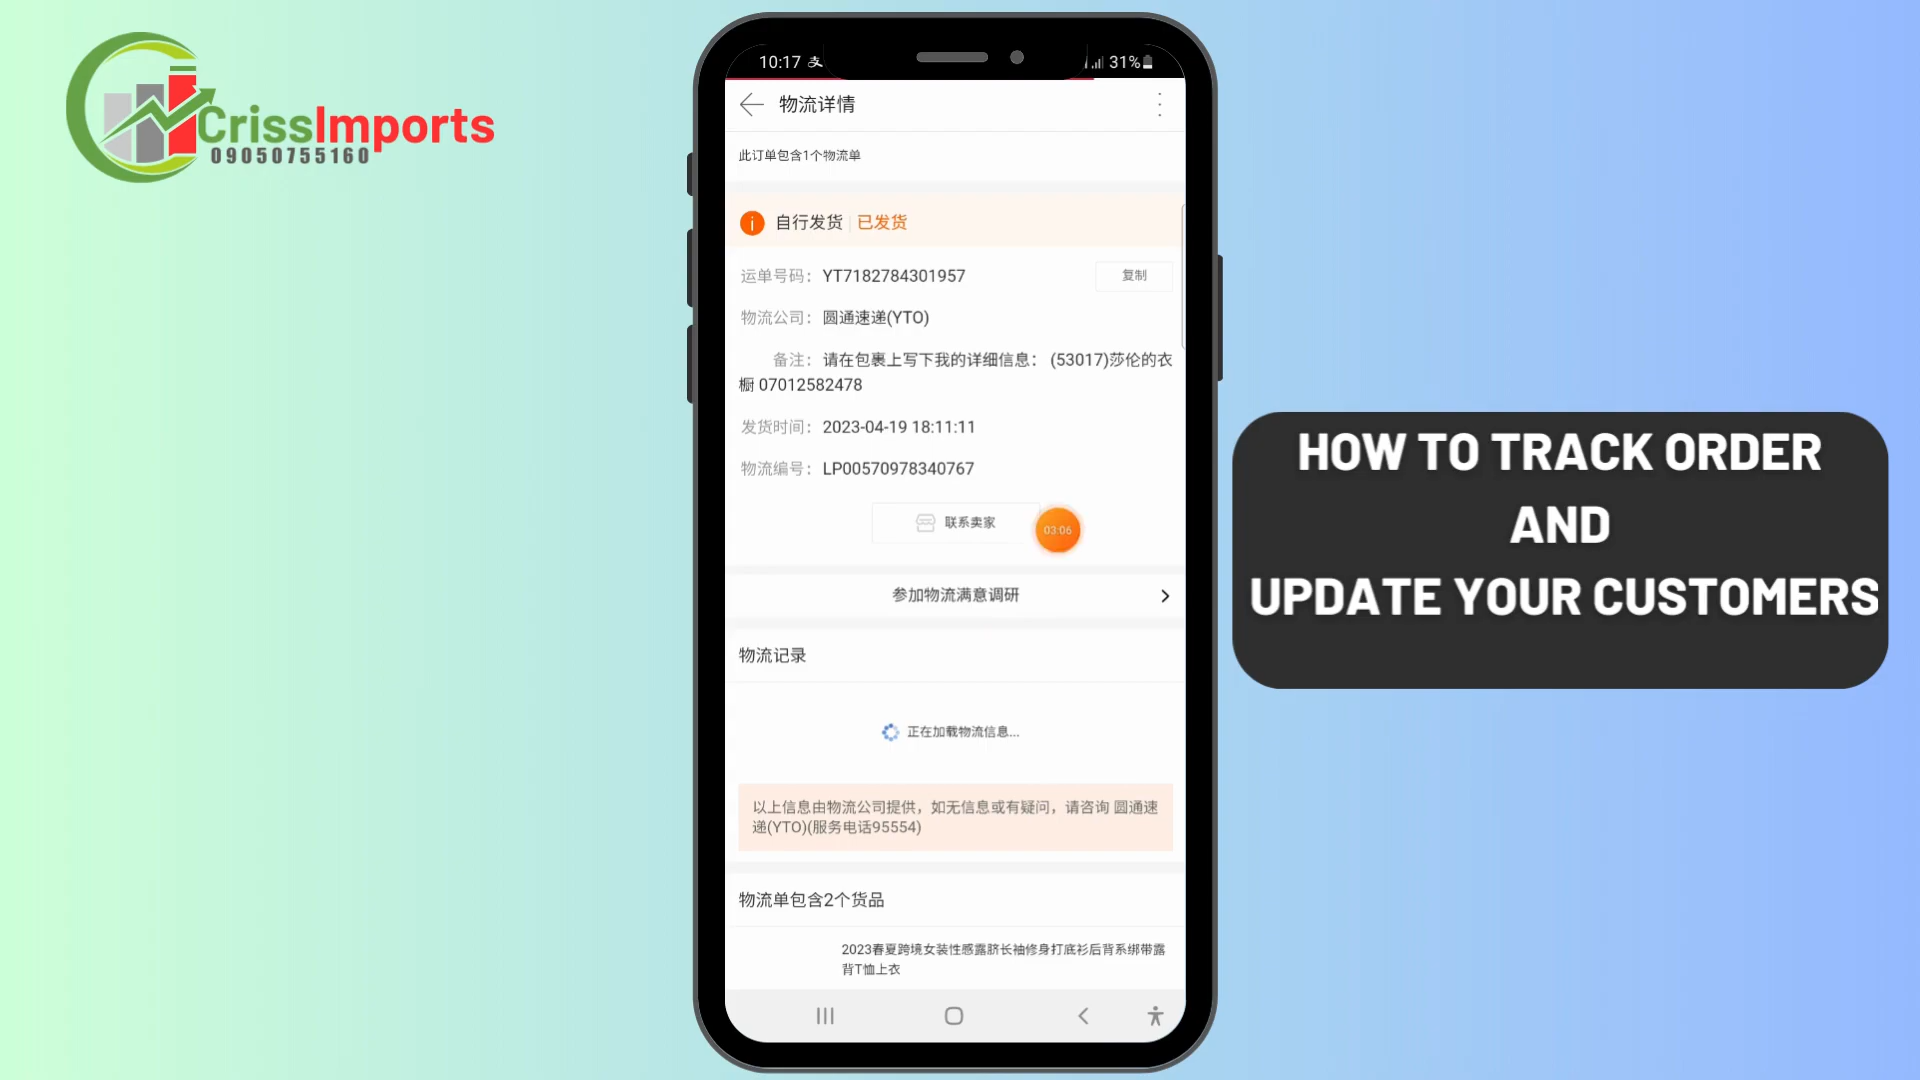 CrissImports
09050755160
10:17 支
31%
物流详情
此订单包含1个物流单
自行发货 已发货
运单号码： YT7182784301957 复制
物流公司： 圆通速递(YTO)
备注： 请在包裹上写下我的详细信息： (53017)莎伦的衣
橱 07012582478
发货时间： 2023-04-19 18:11:11
物流编号： LP00570978340767
联系卖家
03:06
参加物流满意调研
物流记录
正在加载物流信息...
以上信息由物流公司提供，如无信息或有疑问，请咨询 圆通速
递(YTO)(服务电话95554)
物流单包含2个货品
2023春夏跨境女装性感露脐长袖修身打底衫后背系绑带露
背T恤上衣
HOW TO TRACK ORDER
AND
UPDATE YOUR CUSTOMERS